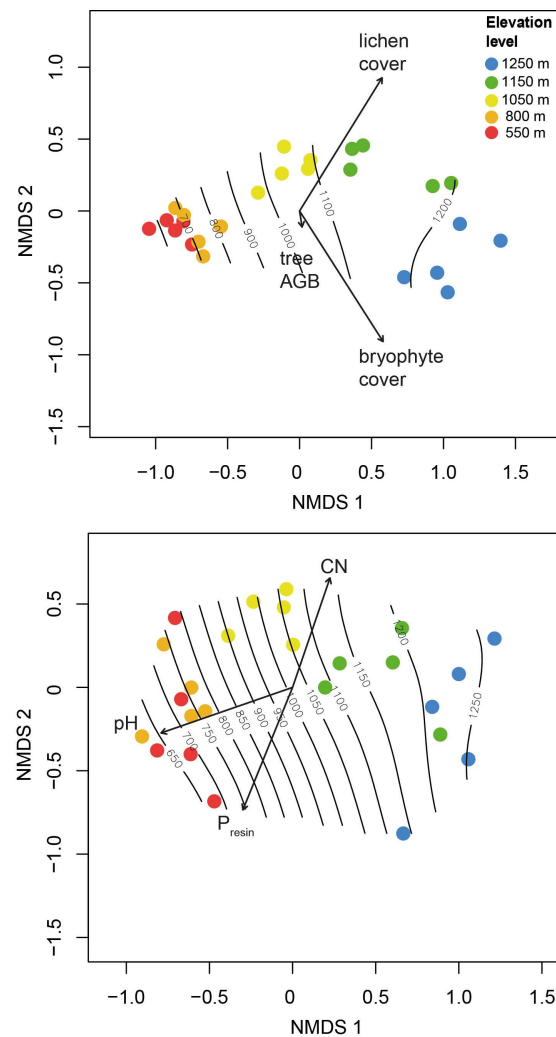 Elevation
level
1250 m
1150 m
1050 m
800 m
550 m
lichen
cover
1.0
0.5
0
−0.5
−1.0
−1.5
NMDS 2
800
900
1000
1100
1200
tree
AGB
bryophyte
cover
−1.0
−0.5
0
0.5
1.0
1.5
NMDS 1
CN
0.5
0
−0.5
−1.0
−1.5
NMDS 2
pH
P resin
650
700
750
800
850
900
950
1000
1050
1100
1150
1200
1250
−1.0
−0.5
0
0.5
1.0
1.5
NMDS 1